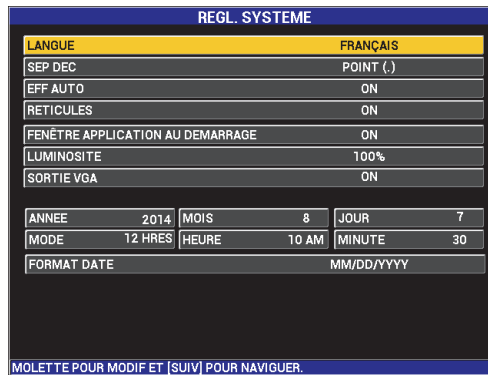 REGL. SYSTEME
LANGUE FRANÇAIS
SEP DEC POINT (.)
EFF AUTO ON
RETICULES ON
FENÊTRE APPLICATION AU DEMARRAGE ON
LUMINOSITE 100%
SORTIE VGA ON
ANNEE 2014 MOIS 8 JOUR 7
MODE 12 HRES HEURE 10 AM MINUTE 30
FORMAT DATE MM/DD/YYYY
MOLETTE POUR MODIF ET [SUIV] POUR NAVIGUER.